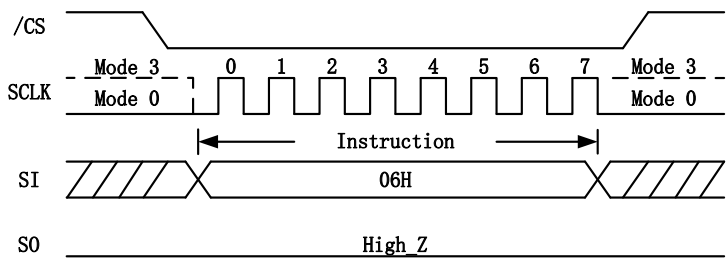 /CS
Mode 3 0 1 2 3 4 5 6 7 Mode 3
SCLK
Mode 0 Mode 0
Instruction
SI 06H
SO High_Z